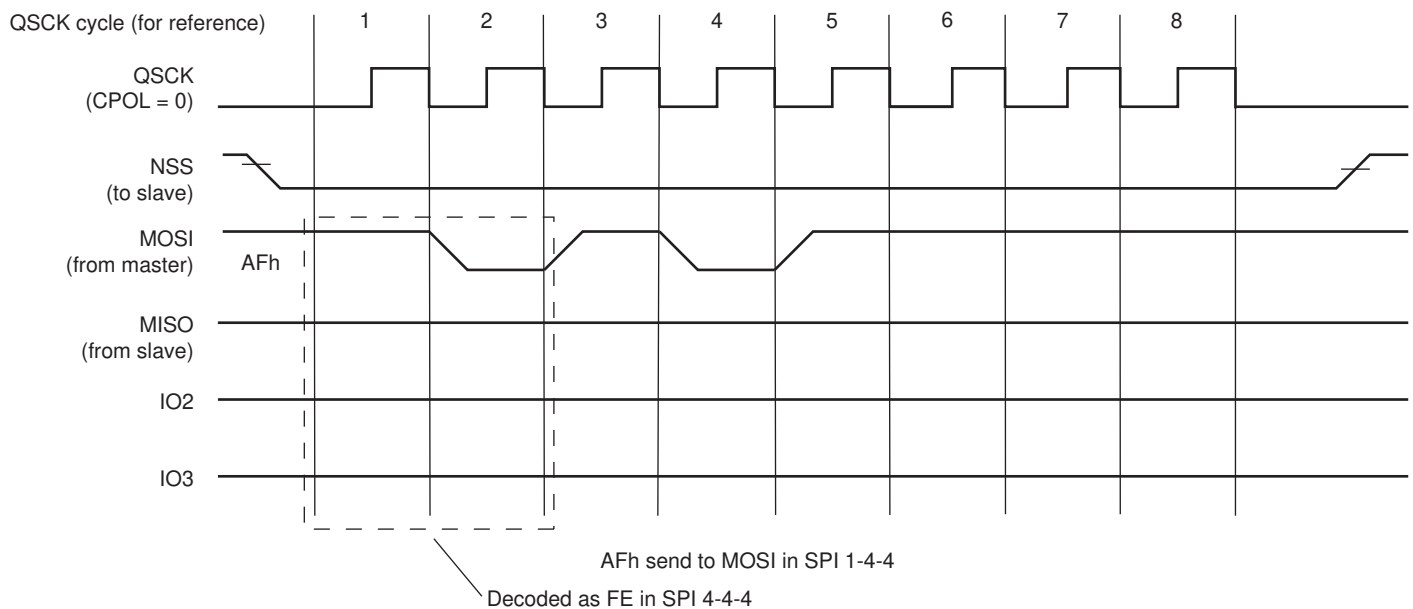 QSCK cycle (for reference) 1 2 3 4 5 6 7 8
QSCK
(CPOL = 0)
NSS
(to slave)
MOSI
(from master) AFh
MISO
(from slave)
IO2
IO3
AFh send to MOSI in SPI 1-4-4
Decoded as FE in SPI 4-4-4